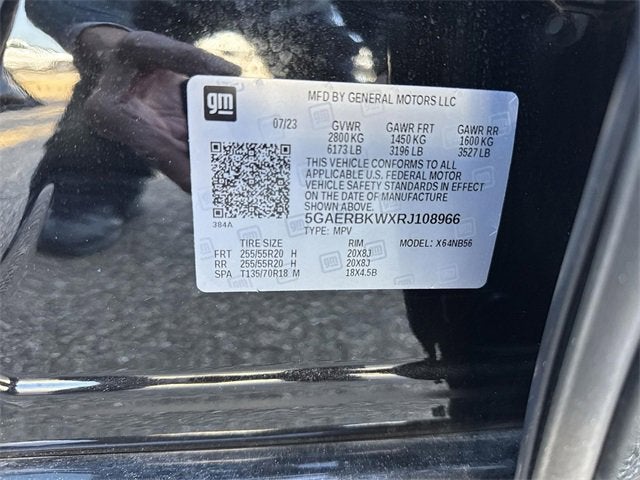 gm
MFD BY GENERAL MOTORS LLC
07/23 GVWR GAWR FRT GAWR RR
2800 KG 1450 KG 1600 KG
6173 LB 3196 LB 3527 LB
THIS VEHICLE CONFORMS TO ALL
APPLICABLE U.S. FEDERAL MOTOR
VEHICLE SAFETY STANDARDS IN EFFECT
ON THE DATE OF MANUFACTURE
SHOWN ABOVE.
384A 5GAERBKWXRJ108966
TYPE: MPV
TIRE SIZE RIM MODEL: X64NB56
FRT 255/55R20 H 20X8J
RR 255/55R20 H 20X8J
SPA T135/70R18 M 18X4.5B